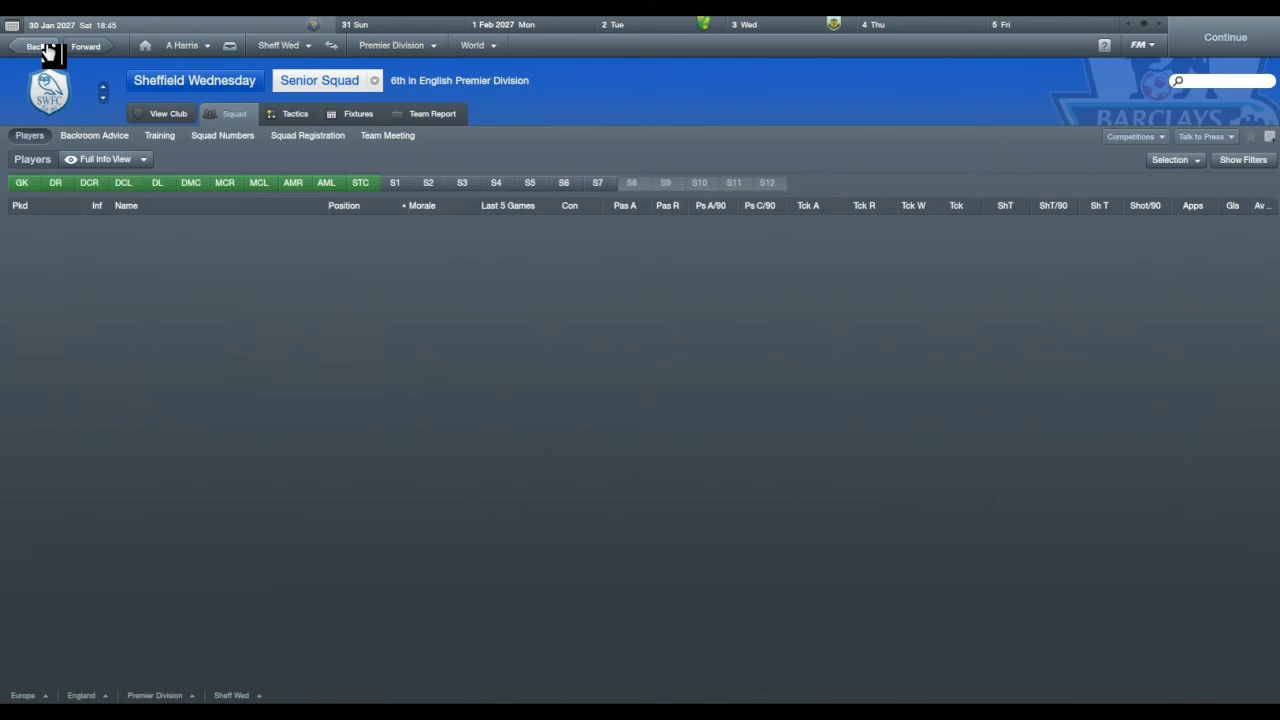 30 Jan 2027 Sat 18:45 31 Sun 1 Feb 2027 Mon 2 Tue 3 Wed 4 Thu 5 Fri
Back Forward A Harris Sheff Wed Premier Division World ? FM Continue
Sheffield Wednesday Senior Squad 6th in English Premier Division
SWFC
BARCLAYS
View Club Squad Tactics Fixtures Team Report
Players Backroom Advice Training Squad Numbers Squad Registration Team Meeting Competitions Talk to Press
Players Full Info View Selection Show Filters
GK DR DCR DCL DL DMC MCR MCL AMR AML STC S1 S2 S3 S4 S5 S6 S7 S8 S9 S10 S11 S12
Pkd Inf Name Position Morale Last 5 Games Con Pas A Pas R Ps A/90 Ps C/90 Tck A Tck R Tck W Tck ShT ShT/90 Sh T Shot/90 Apps Gls Av ..
Europe England Premier Division Sheff Wed